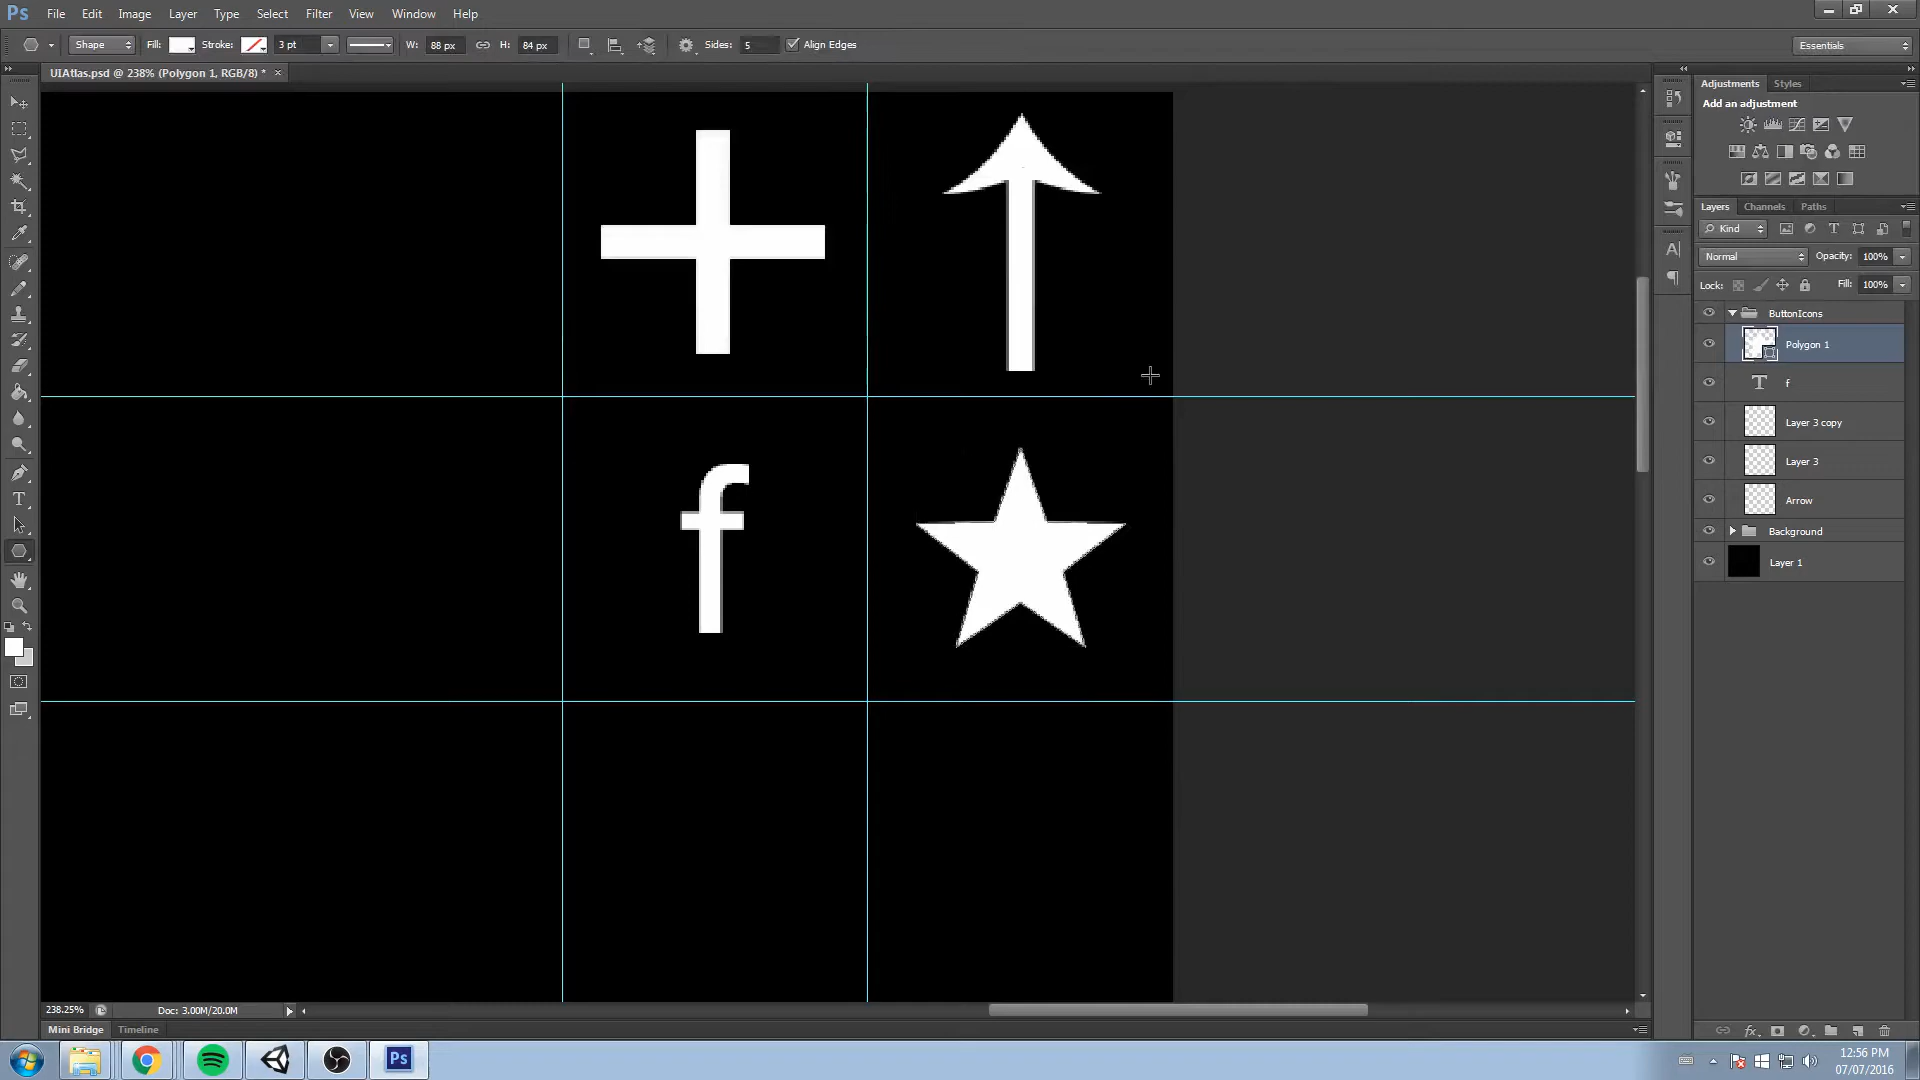 Ps File Edit Image Layer Type Select Filter View Window Help
Shape Fill: Stroke: 3 pt W: 88 px H: 84 px Sides: 5 Align Edges Essentials
UIAtlas.psd @ 238% (Polygon 1, RGB/8) * ×
Adjustments Styles
Add an adjustment
Layers Channels Paths
Kind
Normal Opacity: 100%
Lock: Fill: 100%
ButtonIcons
Polygon 1
T f
Layer 3 copy
Layer 3
Arrow
Background
Layer 1
f
238.25% Doc: 3.00M/20.0M
Mini Bridge Timeline
Ps
12:56 PM
07/07/2016